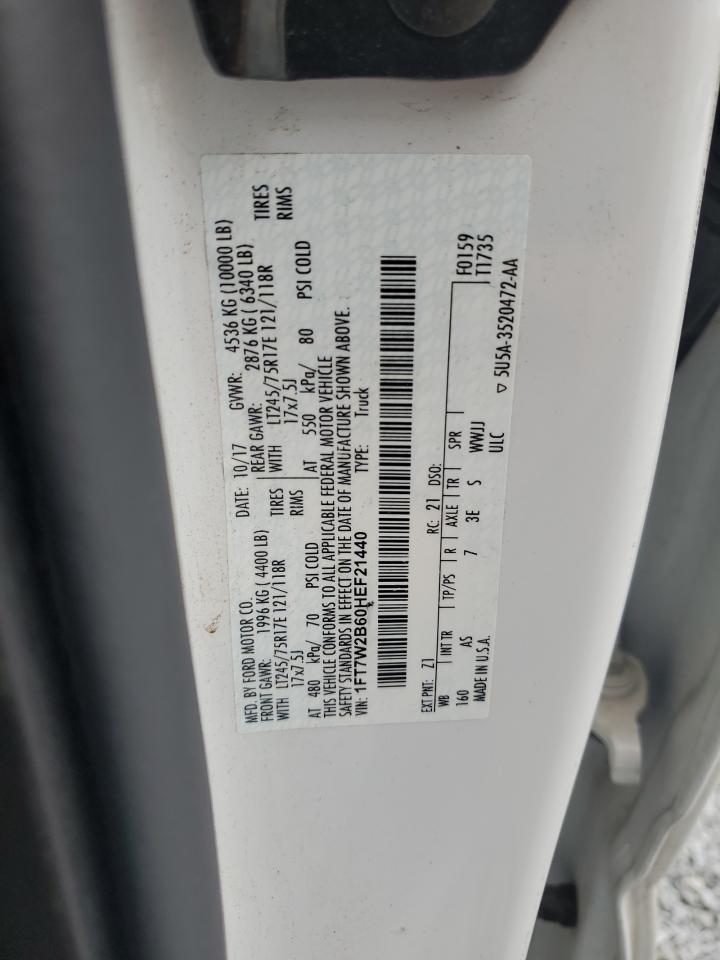 MFD. BY FORD MOTOR CO. DATE: 10/17 GVWR: 4536 KG (10000 LB)
FRONT GAWR: 1996 KG ( 4400 LB) REAR GAWR: 2876 KG ( 6340 LB)
WITH LT245/75R17E 121/118R TIRES WITH LT245/75R17E 121/118R TIRES
17x7.5J RIMS 17x7.5J RIMS
AT 480 kPa/ 70 PSI COLD AT 550 kPa/ 80 PSI COLD
THIS VEHICLE CONFORMS TO ALL APPLICABLE FEDERAL MOTOR VEHICLE
SAFETY STANDARDS IN EFFECT ON THE DATE OF MANUFACTURE SHOWN ABOVE.
VIN: 1FT7W2B60HEF21440 TYPE: Truck
F0159
EXT PNT: Z1 RC: 21 DSO: T1735
WB INT TR TP/PS R AXLE TR SPR
160 AS 7 3E S WWJJ
MADE IN U.S.A. ULC ▽ 5U5A-3520472-AA